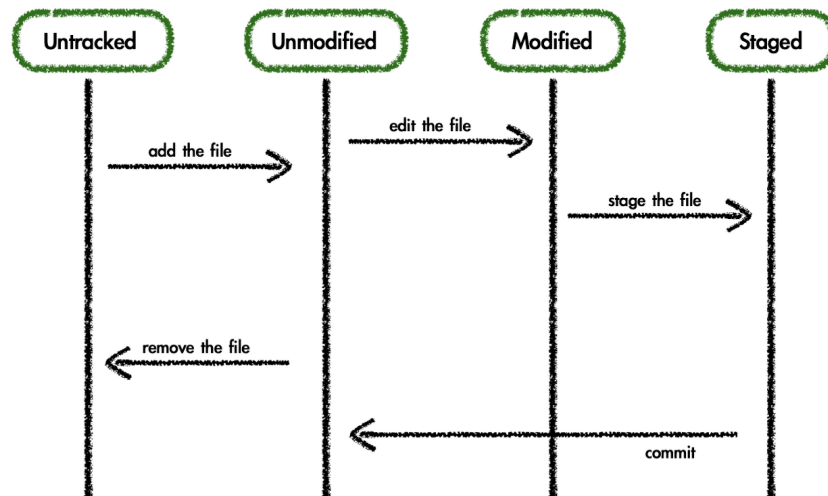 Untracked
Unmodified
Modified
Staged
add the file
edit the file
stage the file
remove the file
commit